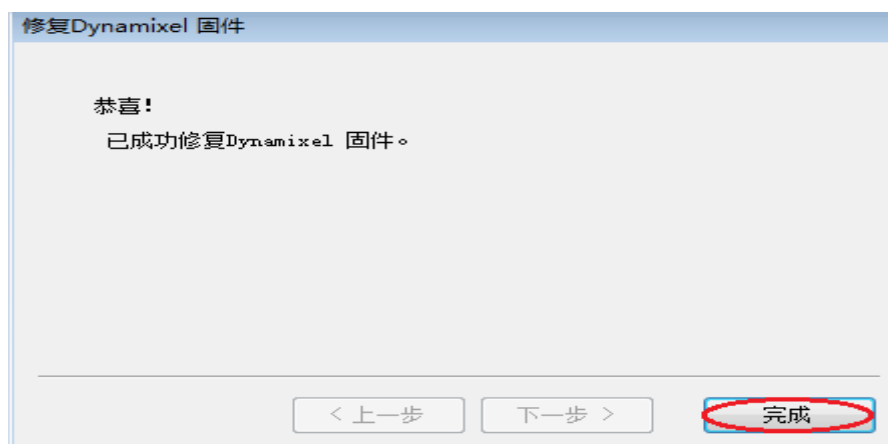 修复Dynamixel 固件
恭喜!
已成功修复Dynamixel 固件。
< 上一步
下一步 >
完成